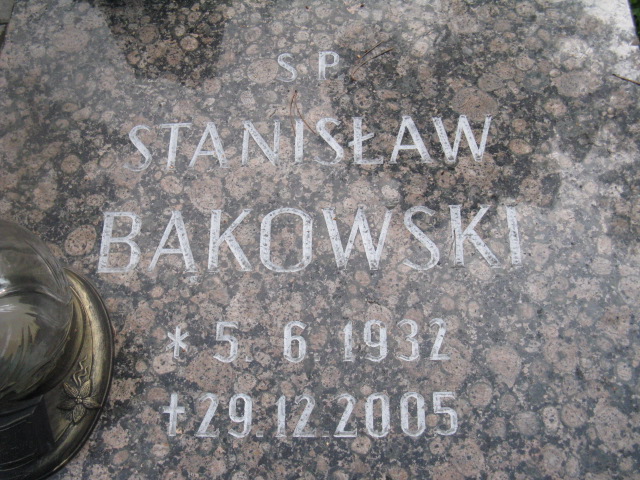 S P.
STANISŁAW
BAKOWSKI
* 5. 6. 1932
† 29.12.2005